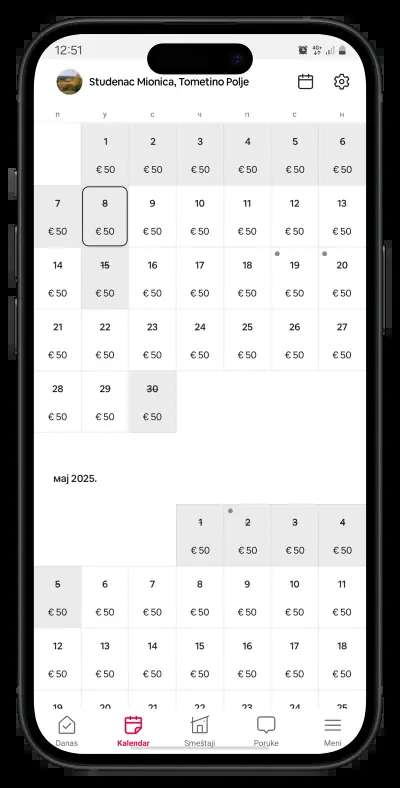 12:51
4G+
Studenac Mionica, Tometino Polje
п у с ч п с н
1 2 3 4 5 6
€ 50 € 50 € 50 € 50 € 50 € 50
7 8 9 10 11 12 13
€ 50 € 50 € 50 € 50 € 50 € 50 € 50
14 15 16 17 18 19 20
€ 50 € 50 € 50 € 50 € 50 € 50 € 50
21 22 23 24 25 26 27
€ 50 € 50 € 50 € 50 € 50 € 50 € 50
28 29 30
€ 50 € 50 € 50
мај 2025.
1 2 3 4
€ 50 € 50 € 50 € 50
5 6 7 8 9 10 11
€ 50 € 50 € 50 € 50 € 50 € 50 € 50
12 13 14 15 16 17 18
€ 50 € 50 € 50 € 50 € 50 € 50 € 50
19 20 21 22 23 24 25
Danas Kalendar Smeštaji Poruke Meni